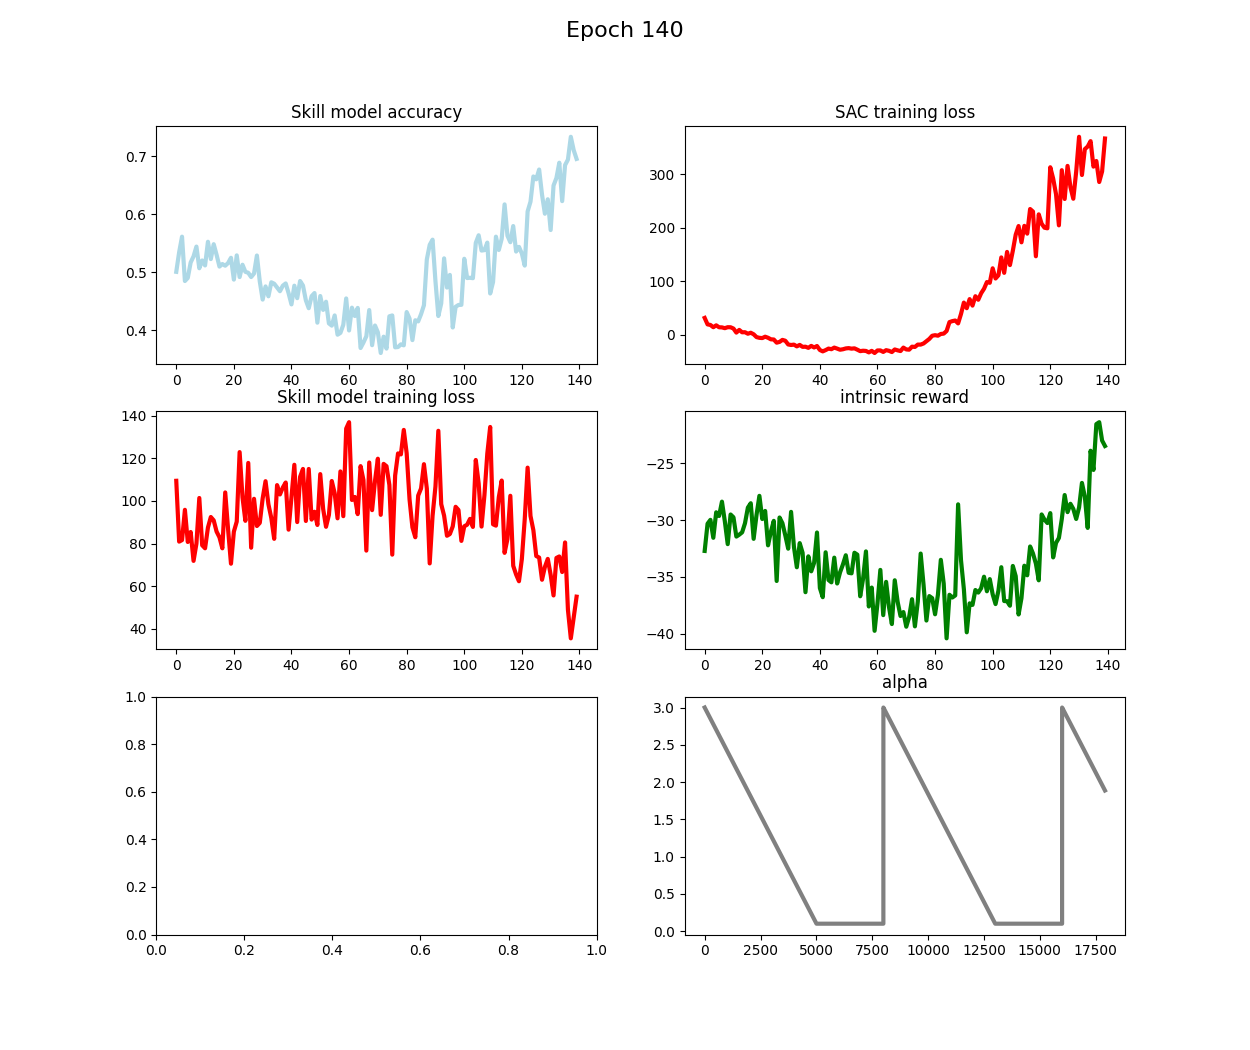 Epoch 140
Skill model accuracy
0.7
0.6
0.5
0.4
0 20 40 60 80 100 120 140
SAC training loss
300
200
100
0
0 20 40 60 80 100 120 140
Skill model training loss
140
120
100
80
60
40
0 20 40 60 80 100 120 140
intrinsic reward
−25
−30
−35
−40
0 20 40 60 80 100 120 140
1.0
0.8
0.6
0.4
0.2
0.0
0.0 0.2 0.4 0.6 0.8 1.0
alpha
3.0
2.5
2.0
1.5
1.0
0.5
0.0
0 2500 5000 7500 10000 12500 15000 17500